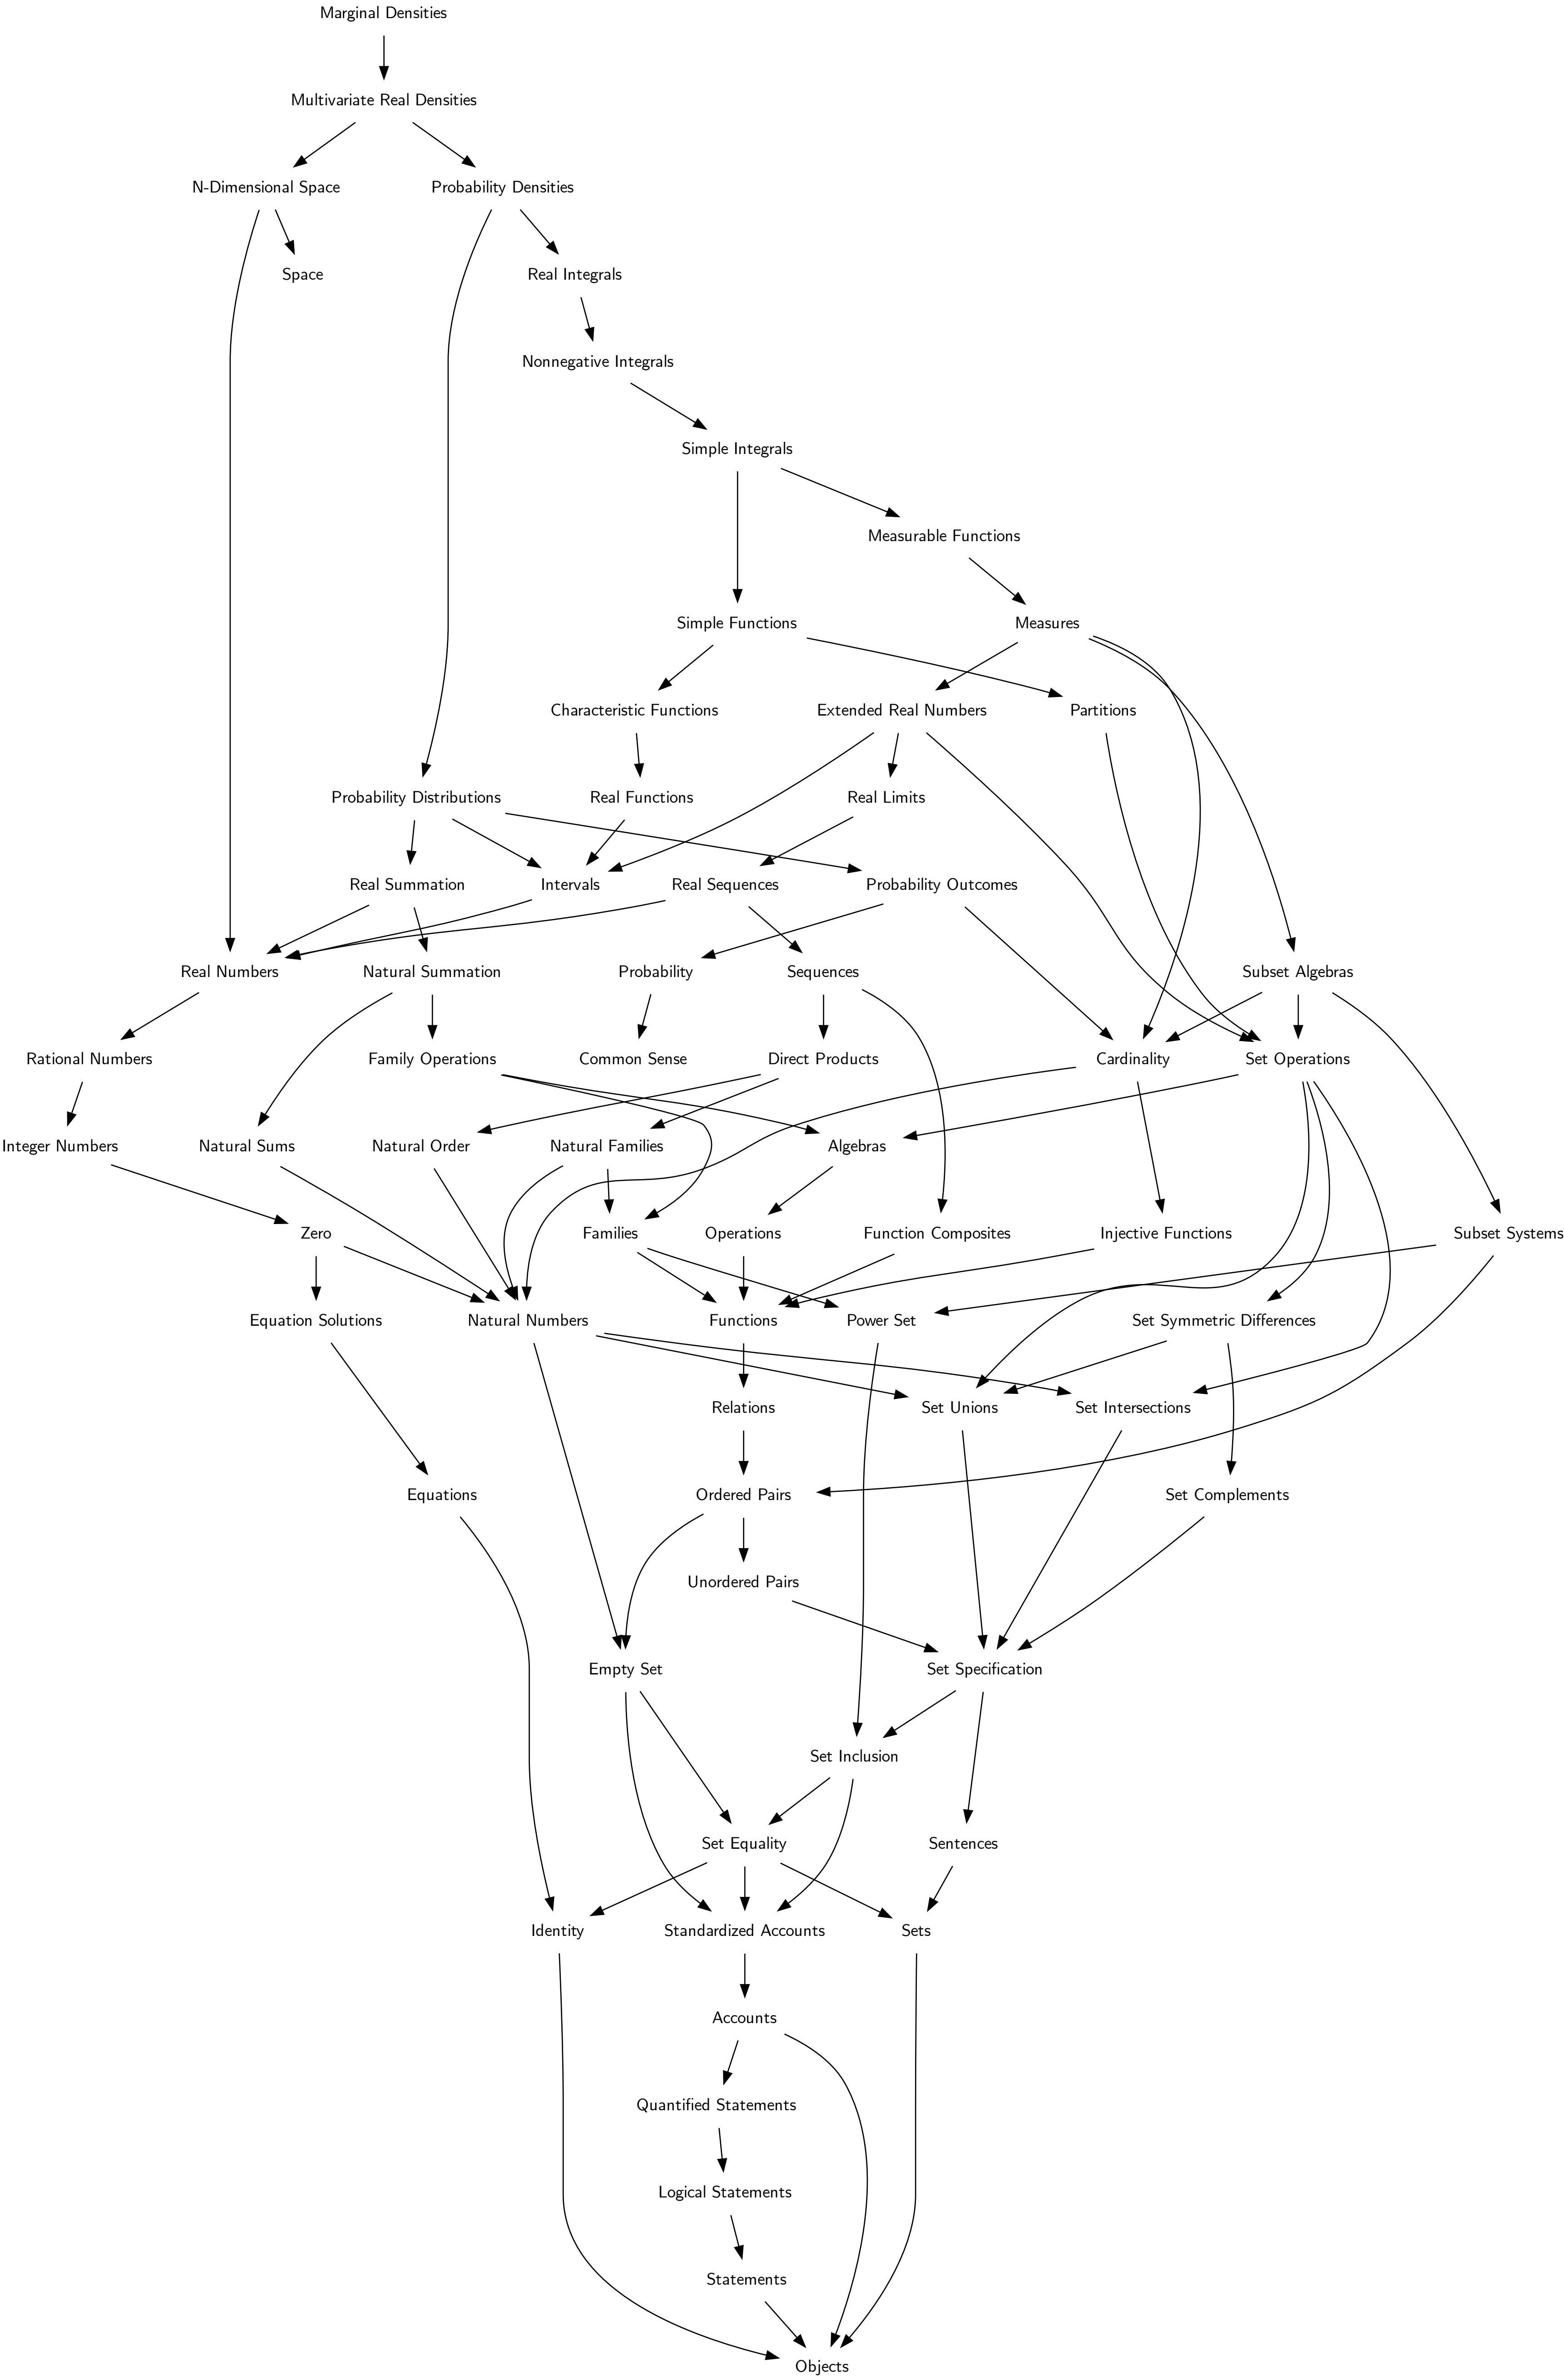 Marginal Densities
Multivariate Real Densities
N-Dimensional Space
Probability Densities
Space
Real Integrals
Nonnegative Integrals
Simple Integrals
Measurable Functions
Simple Functions
Measures
Characteristic Functions
Extended Real Numbers
Partitions
Probability Distributions
Real Functions
Real Limits
Real Summation
Intervals
Real Sequences
Probability Outcomes
Real Numbers
Natural Summation
Probability
Sequences
Subset Algebras
Rational Numbers
Family Operations
Common Sense
Direct Products
Cardinality
Set Operations
Integer Numbers
Natural Sums
Natural Order
Natural Families
Algebras
Zero
Families
Operations
Function Composites
Injective Functions
Subset Systems
Equation Solutions
Natural Numbers
Functions
Power Set
Set Symmetric Differences
Relations
Set Unions
Set Intersections
Equations
Ordered Pairs
Set Complements
Unordered Pairs
Empty Set
Set Specification
Set Inclusion
Set Equality
Sentences
Identity
Standardized Accounts
Sets
Accounts
Quantified Statements
Logical Statements
Statements
Objects